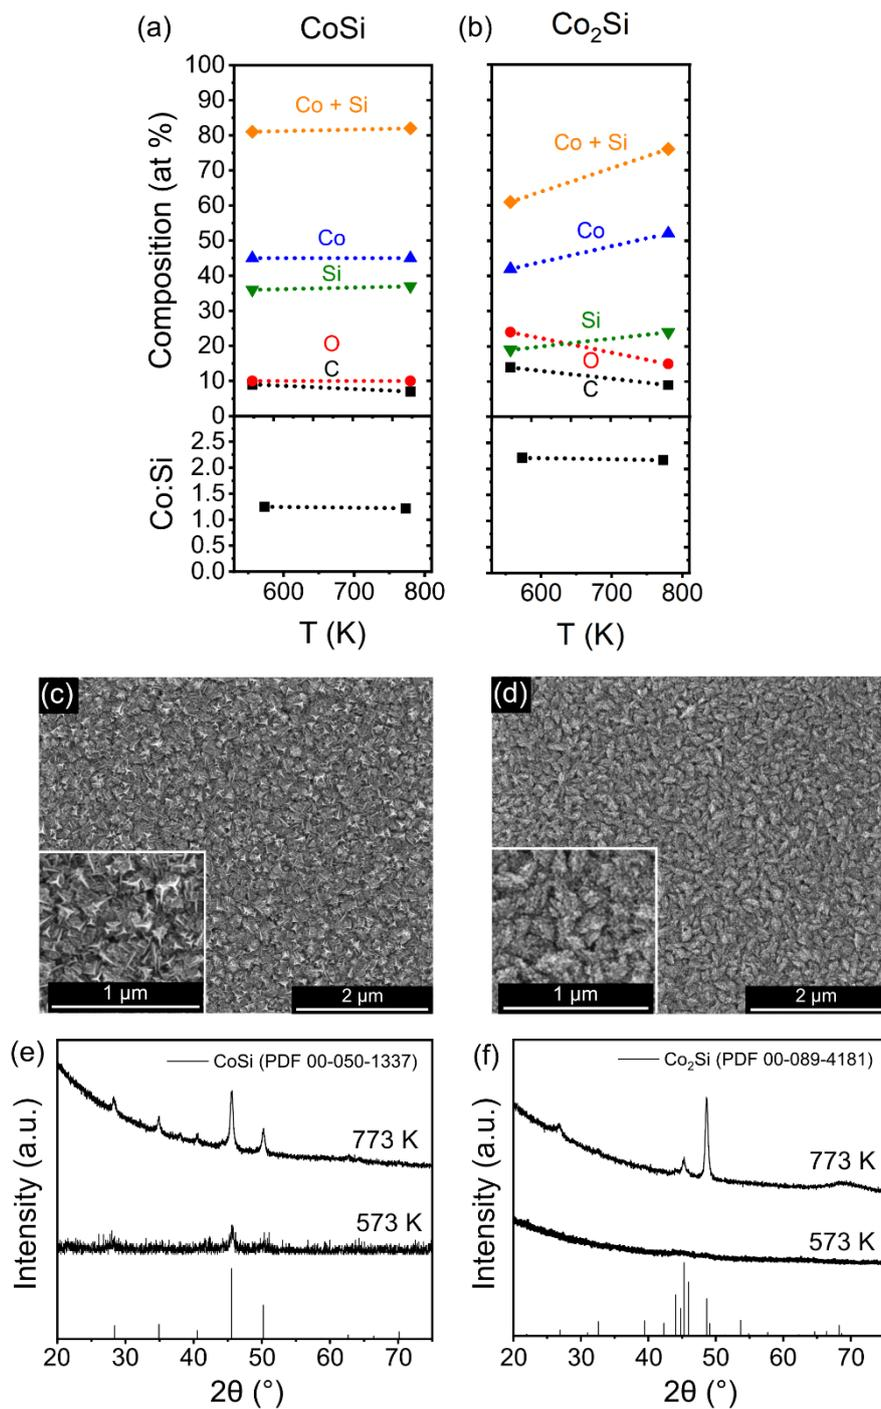 (a) CoSi (b) Co₂Si
100
90
80
70
60
50
40
30
20
10
0
Composition (at %)
Co + Si
Co
Si
O
C
Co + Si
Co
Si
O
C
2.5
2.0
1.5
1.0
0.5
0.0
Co:Si
600 700 800 600 700 800
T (K) T (K)
(c) (d)
1 µm 2 µm 1 µm 2 µm
(e) CoSi (PDF 00-050-1337)
773 K
573 K
Intensity (a.u.)
20 30 40 50 60 70
2θ (°)
(f) Co₂Si (PDF 00-089-4181)
773 K
573 K
Intensity (a.u.)
20 30 40 50 60 70
2θ (°)